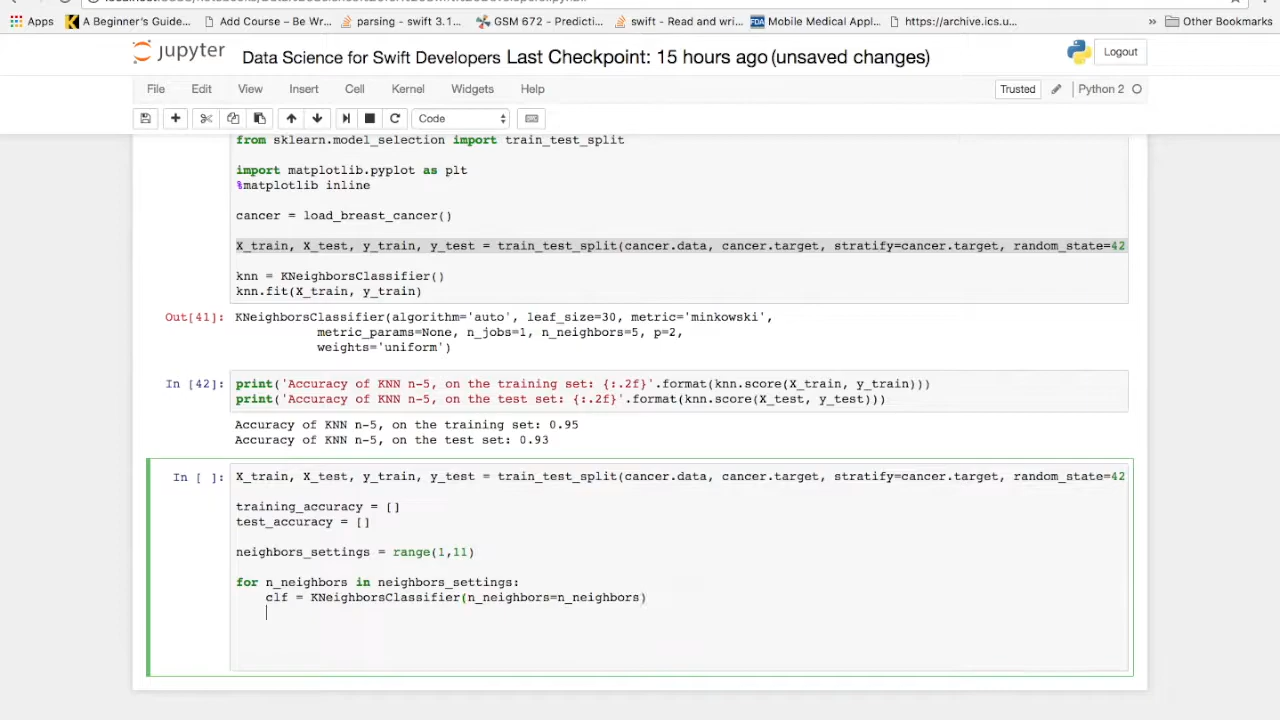 Apps A Beginner's Guide... Add Course – Be Wr... parsing - swift 3.1... GSM 672 – Predicti... swift - Read and wri... FDA Mobile Medical Appl... https://archive.ics.u... » Other Bookmarks
jupyter Data Science for Swift Developers Last Checkpoint: 15 hours ago (unsaved changes) Logout
File Edit View Insert Cell Kernel Widgets Help Trusted Python 2
Code
from sklearn.model_selection import train_test_split
import matplotlib.pyplot as plt
%matplotlib inline
cancer = load_breast_cancer()
X_train, X_test, y_train, y_test = train_test_split(cancer.data, cancer.target, stratify=cancer.target, random_state=42
knn = KNeighborsClassifier()
knn.fit(X_train, y_train)
Out[41]: KNeighborsClassifier(algorithm='auto', leaf_size=30, metric='minkowski',
metric_params=None, n_jobs=1, n_neighbors=5, p=2,
weights='uniform')
In [42]: print('Accuracy of KNN n-5, on the training set: {:.2f}'.format(knn.score(X_train, y_train)))
print('Accuracy of KNN n-5, on the test set: {:.2f}'.format(knn.score(X_test, y_test)))
Accuracy of KNN n-5, on the training set: 0.95
Accuracy of KNN n-5, on the test set: 0.93
In [ ]: X_train, X_test, y_train, y_test = train_test_split(cancer.data, cancer.target, stratify=cancer.target, random_state=42
training_accuracy = []
test_accuracy = []
neighbors_settings = range(1,11)
for n_neighbors in neighbors_settings:
clf = KNeighborsClassifier(n_neighbors=n_neighbors)